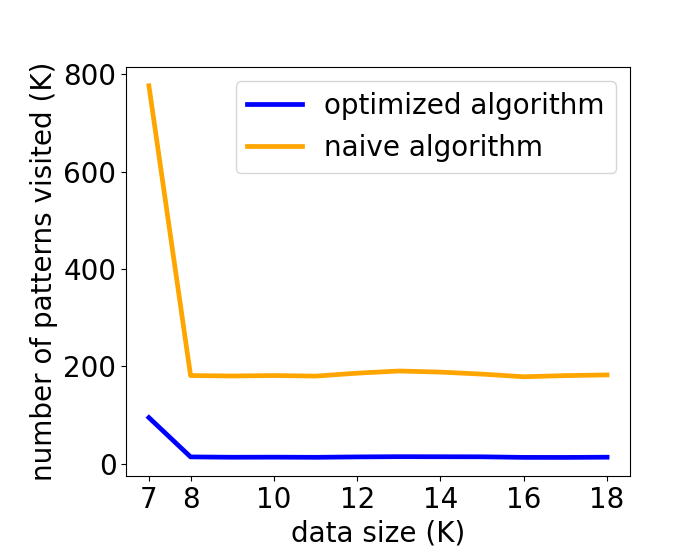 800
600
400
200
0
number of patterns visited (K)
optimized algorithm
naive algorithm
7 8 10 12 14 16 18
data size (K)